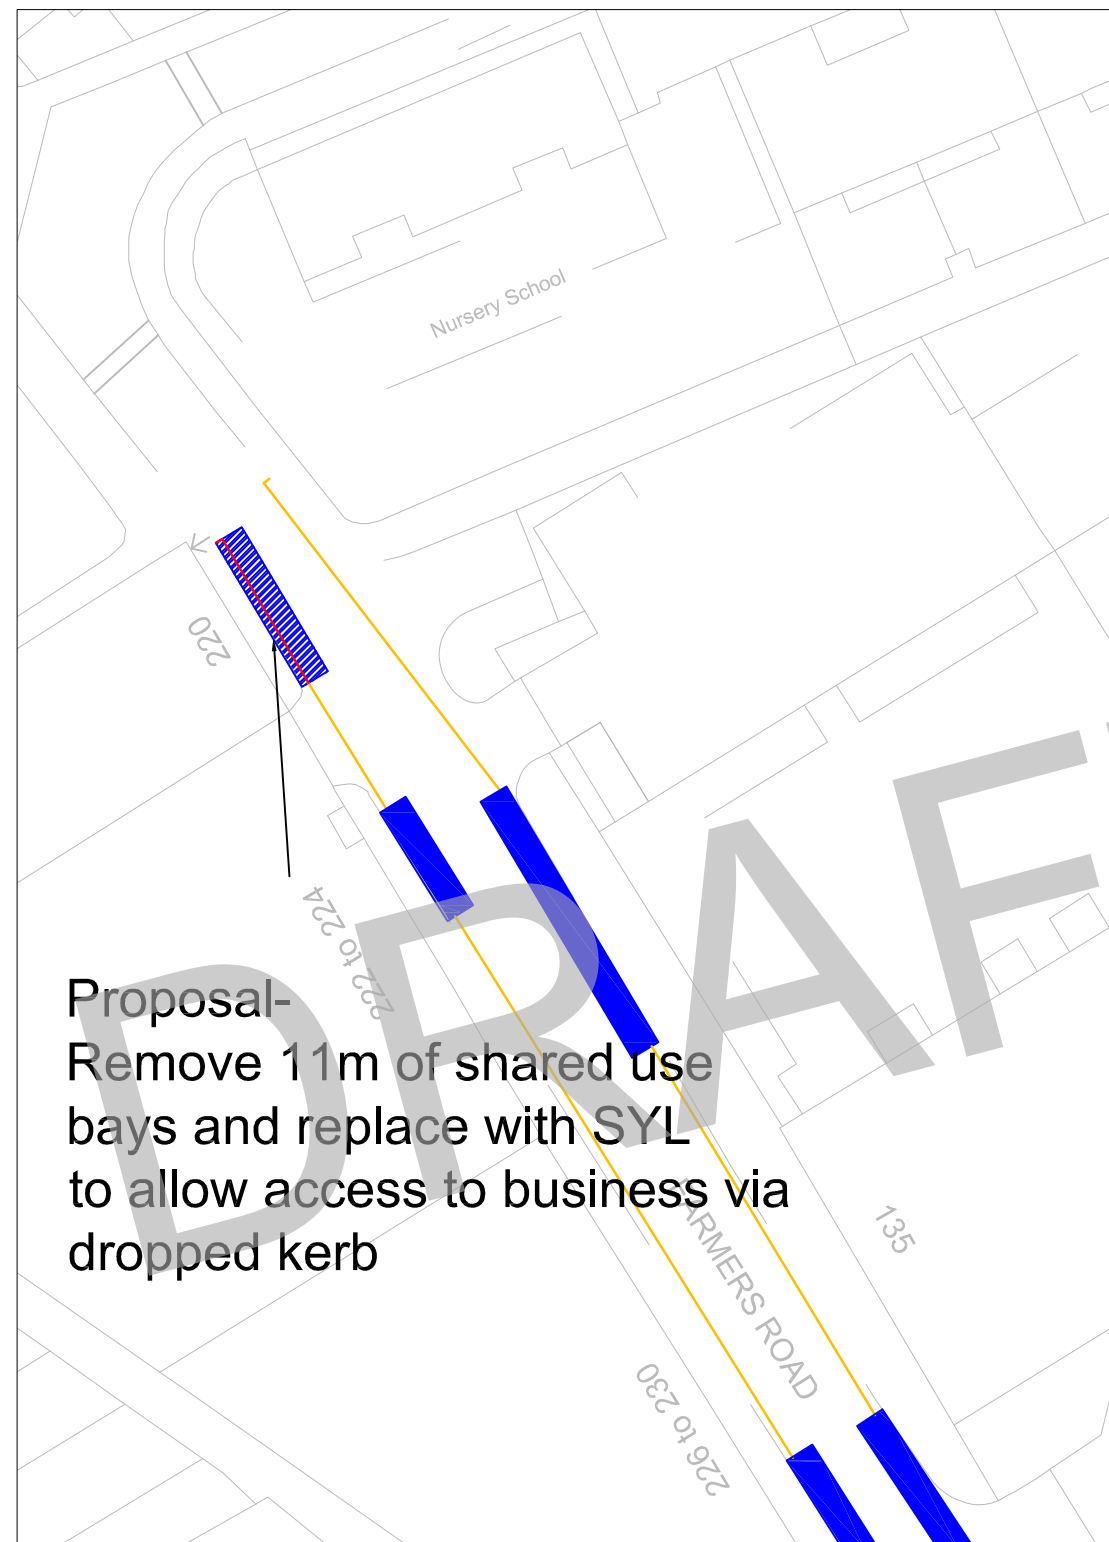 Nursery School
220
222 to 224
Proposal-
Remove 11m of shared use
bays and replace with SYL
to allow access to business via
dropped kerb
FARMERS ROAD
135
226 to 230
DRAF